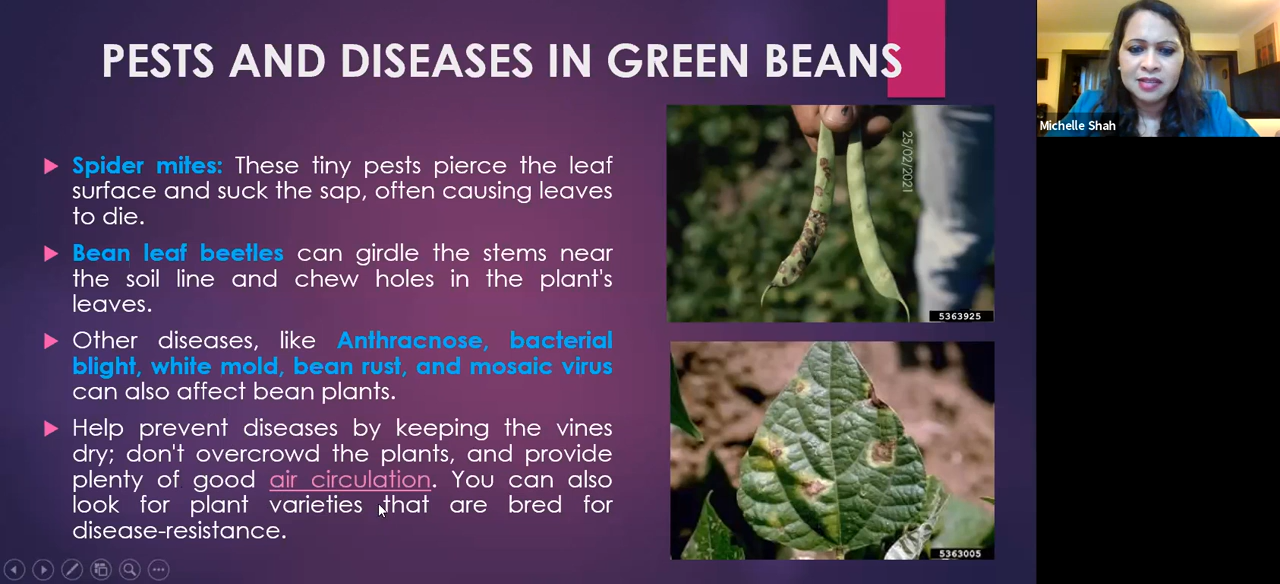 PESTS AND DISEASES IN GREEN BEANS
Spider mites: These tiny pests pierce the leaf
surface and suck the sap, often causing leaves
to die.
Bean leaf beetles can girdle the stems near
the soil line and chew holes in the plant's
leaves.
Other diseases, like Anthracnose, bacterial
blight, white mold, bean rust, and mosaic virus
can also affect bean plants.
Help prevent diseases by keeping the vines
dry; don't overcrowd the plants, and provide
plenty of good air circulation. You can also
look for plant varieties that are bred for
disease-resistance.
25/02/2021
5363925
5363005
Michelle Shah